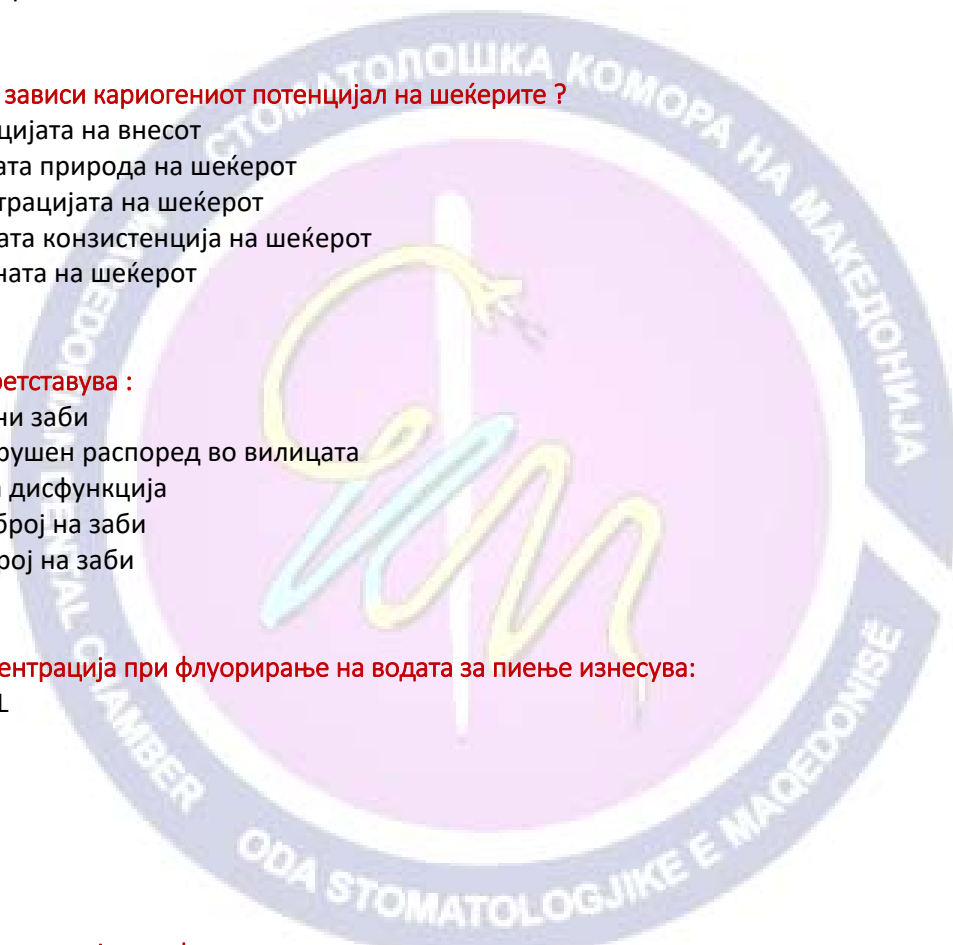 зависи кариогениот потенцијал на шеќерите ?
цијата на внесот
ата природа на шеќерот
трацијата на шеќерот
ата конзистенција на шеќерот
ната на шеќерот
етставува :
ни заби
рушен распоред во вилицата
дисфункција
број на заби
рој на заби
ентрација при флуорирање на водата за пиење изнесува:
L
СТОМАТОЛОШКА КОМОРА НА МАКЕДОНИЈА
MACEDONIAN DENTAL CHAMBER
ODA STOMATOLOGJIKE E MAQEDONISË